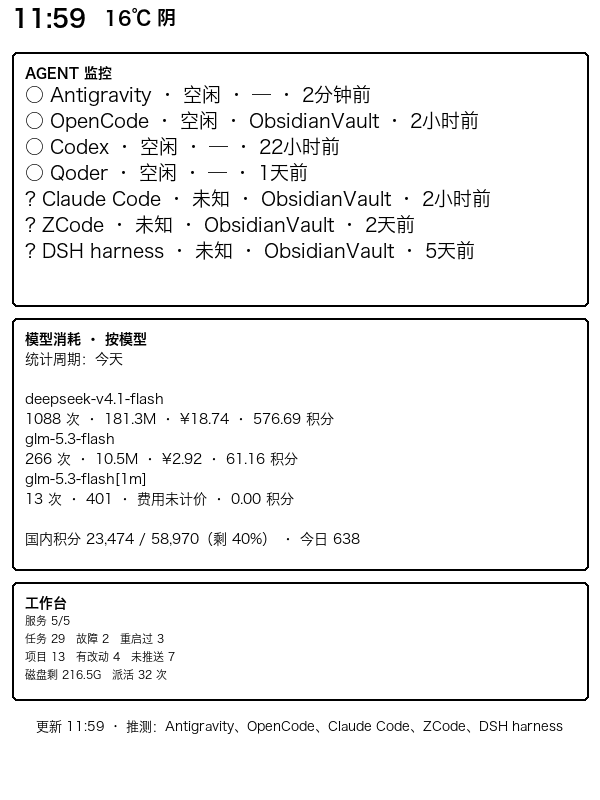 11:59 16℃ 阴
AGENT 监控
○ Antigravity · 空闲 · — · 2分钟前
○ OpenCode · 空闲 · ObsidianVault · 2小时前
○ Codex · 空闲 · — · 22小时前
○ Qoder · 空闲 · — · 1天前
? Claude Code · 未知 · ObsidianVault · 2小时前
? ZCode · 未知 · ObsidianVault · 2天前
? DSH harness · 未知 · ObsidianVault · 5天前
模型消耗 · 按模型
统计周期：今天
deepseek-v4.1-flash
1088 次 · 181.3M · ¥18.74 · 576.69 积分
glm-5.3-flash
266 次 · 10.5M · ¥2.92 · 61.16 积分
glm-5.3-flash[1m]
13 次 · 401 · 费用未计价 · 0.00 积分
国内积分 23,474 / 58,970（剩 40%） · 今日 638
工作台
服务 5/5
任务 29 故障 2 重启过 3
项目 13 有改动 4 未推送 7
磁盘剩 216.5G 派活 32 次
更新 11:59 · 推测：Antigravity、OpenCode、Claude Code、ZCode、DSH harness